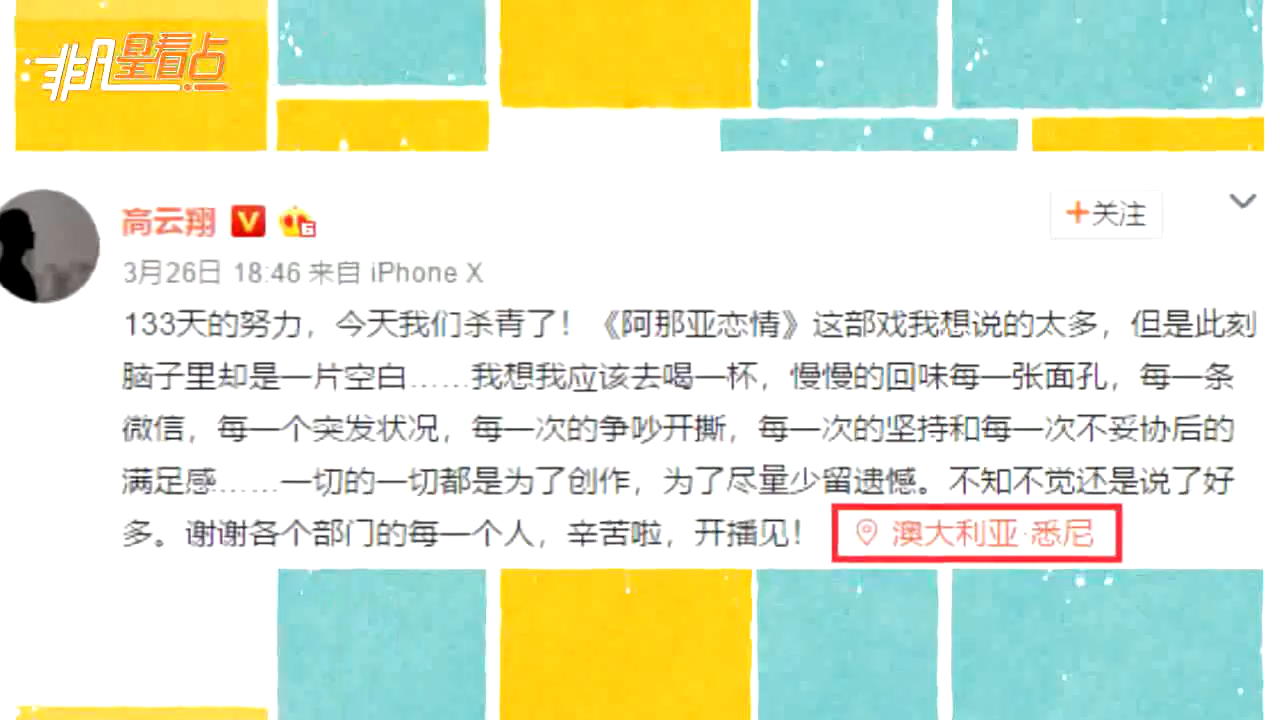 非凡星看点
高云翔
V
6
+关注
3月26日 18:46 来自 iPhone X
133天的努力，今天我们杀青了！《阿那亚恋情》这部戏我想说的太多，但是此刻
脑子里却是一片空白……我想我应该去喝一杯，慢慢的回味每一张面孔，每一条
微信，每一个突发状况，每一次的争吵开撕，每一次的坚持和每一次不妥协后的
满足感……一切的一切都是为了创作，为了尽量少留遗憾。不知不觉还是说了好
多。谢谢各个部门的每一个人，辛苦啦，开播见！ 澳大利亚·悉尼